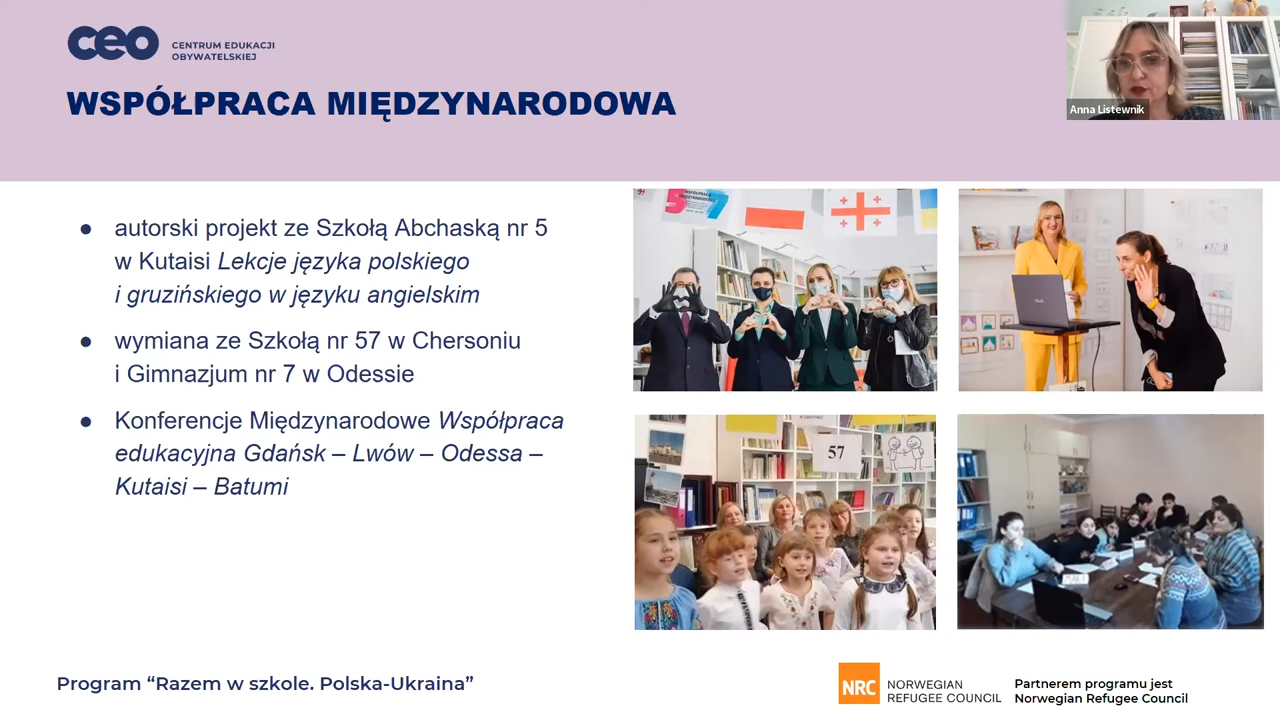 ceo CENTRUM EDUKACJI
OBYWATELSKIEJ
WSPÓŁPRACA MIĘDZYNARODOWA
Anna Listewnik
● autorski projekt ze Szkołą Abchaską nr 5
w Kutaisi Lekcje języka polskiego
i gruzińskiego w języku angielskim
● wymiana ze Szkołą nr 57 w Chersoniu
i Gimnazjum nr 7 w Odessie
● Konferencje Międzynarodowe Współpraca
edukacyjna Gdańsk – Lwów – Odessa –
Kutaisi – Batumi
57
57
Program “Razem w szkole. Polska-Ukraina”
NRC NORWEGIAN
REFUGEE COUNCIL
Partnerem programu jest
Norwegian Refugee Council